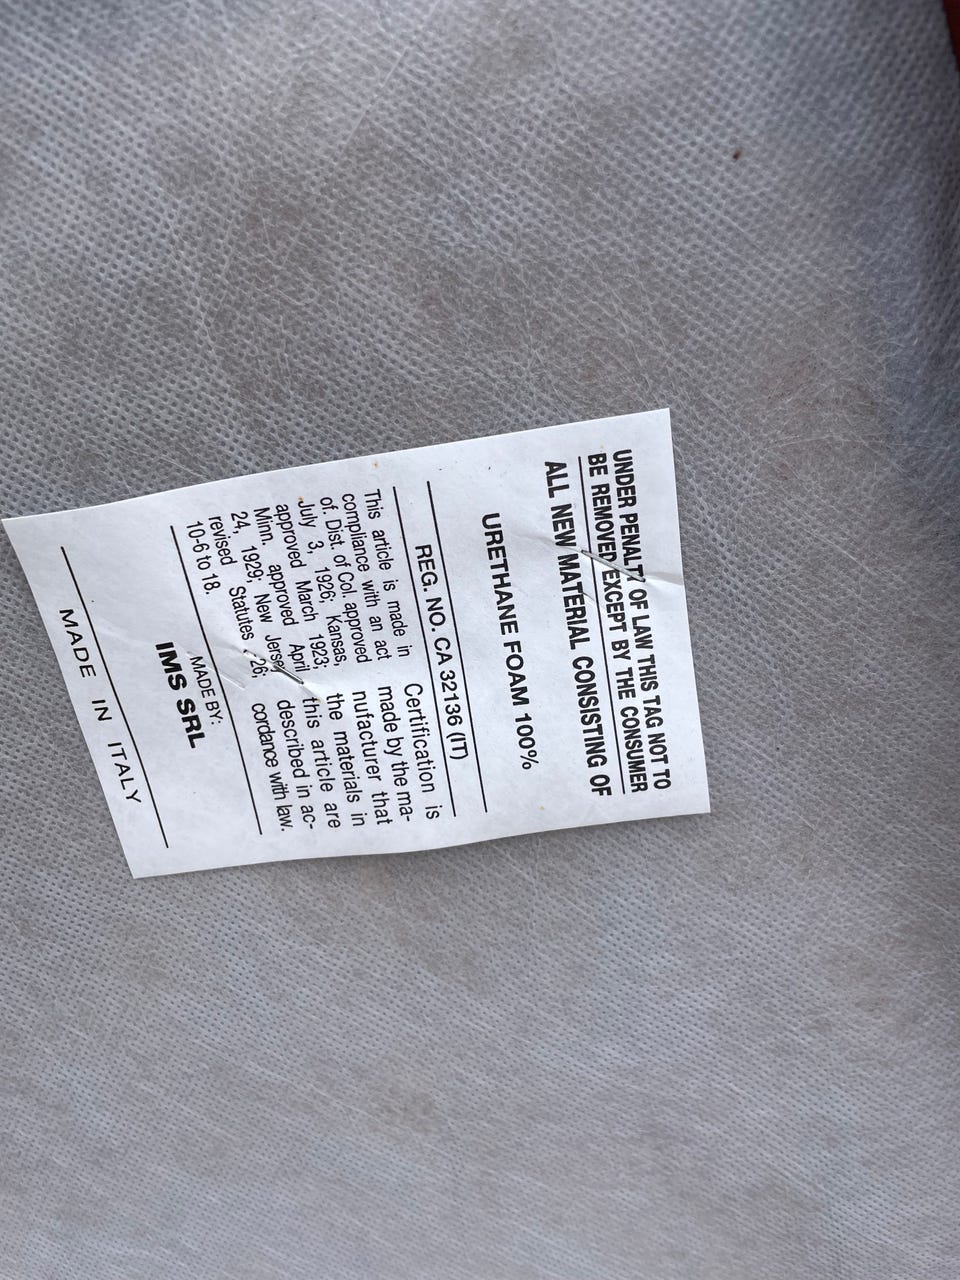 UNDER PENALTY OF LAW THIS TAG NOT TO
BE REMOVED EXCEPT BY THE CONSUMER
ALL NEW MATERIAL CONSISTING OF
URETHANE FOAM 100%
REG. NO. CA 32136 (IT)
This article is made in
compliance with an act
of. Dist. of Col. approved
July 3, 1926; Kansas,
approved March 1923;
Minn. approved April
24, 1929; New Jersey
revised Statutes 26;
10-6 to 18.
Certification is
made by the ma-
nufacturer that
the materials in
this article are
described in ac-
cordance with law.
MADE BY:
IMS SRL
MADE IN ITALY